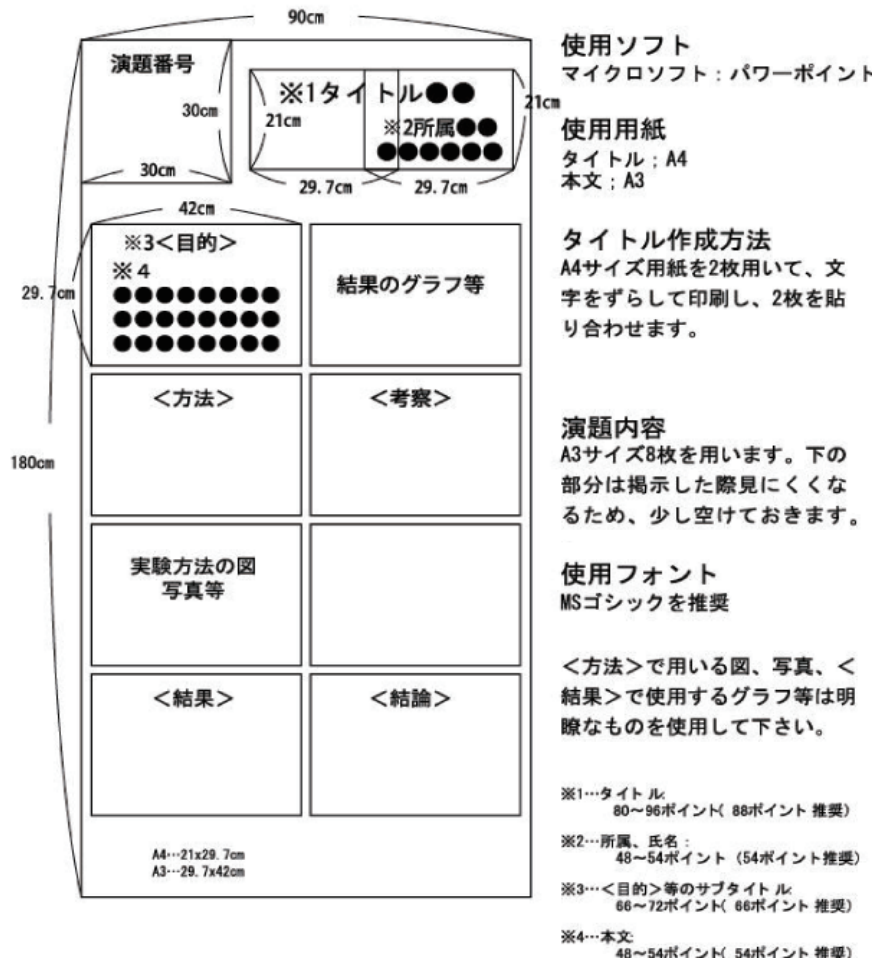 90cm
演題番号
30cm
30cm
※1タイトル●●
21cm
21cm
※2所属●●
●●●●●●
29.7cm
29.7cm
42cm
29.7cm
※3＜目的＞
※4
●●●●●●●●
●●●●●●●●
●●●●●●●●
結果のグラフ等
＜方法＞
＜考察＞
180cm
実験方法の図
写真等
＜結果＞
＜結論＞
A4…21x29.7cm
A3…29.7x42cm
使用ソフト
マイクロソフト：パワーポイント
使用用紙
タイトル；A4
本文；A3
タイトル作成方法
A4サイズ用紙を2枚用いて、文
字をずらして印刷し、2枚を貼
り合わせます。
演題内容
A3サイズ8枚を用います。下の
部分は掲示した際見にくくな
るため、少し空けておきます。
使用フォント
MSゴシックを推奨
＜方法＞で用いる図、写真、＜
結果＞で使用するグラフ等は明
瞭なものを使用して下さい。
※1…タイトル:
80～96ポイント( 88ポイント 推奨)
※2…所属、氏名：
48～54ポイント (54ポイント推奨)
※3…＜目的＞等のサブタイトル:
66～72ポイント( 66ポイント 推奨)
※4…本文:
48～54ポイント( 54ポイント 推奨)